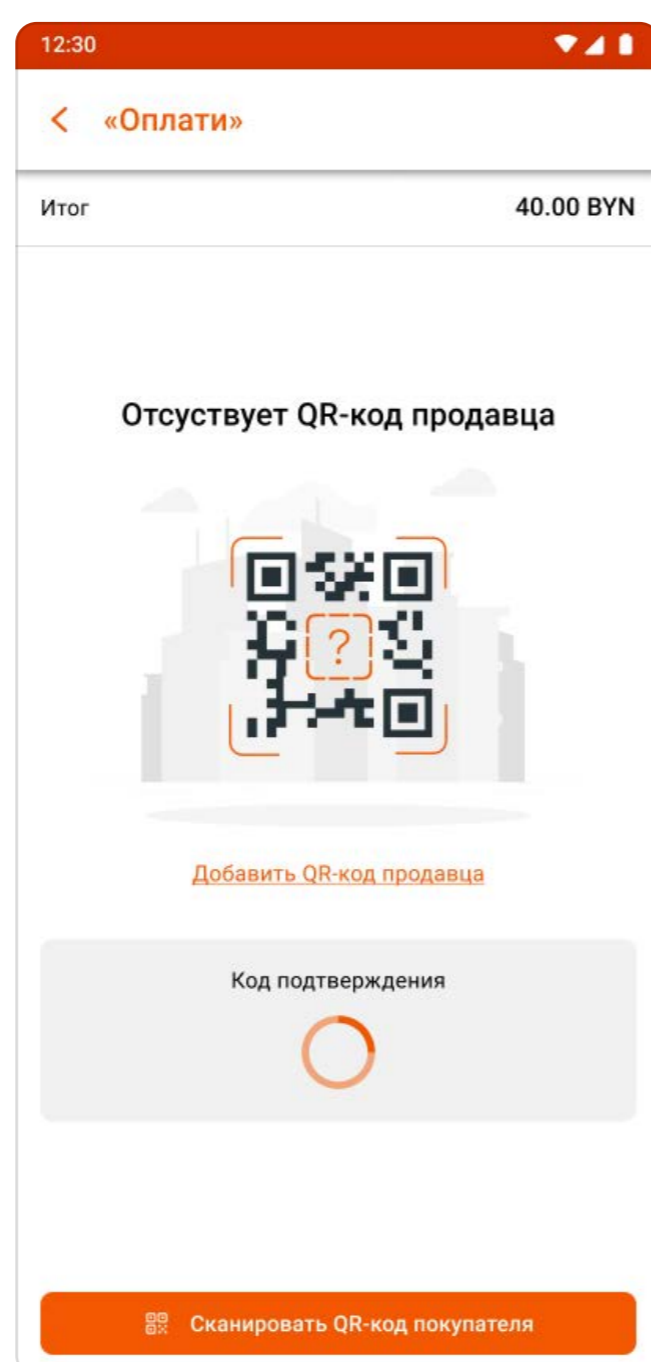 12:30
«Оплати»
Итог 40.00 BYN
Отсуствует QR-код продавца
?
Добавить QR-код продавца
Код подтверждения
Сканировать QR-код покупателя